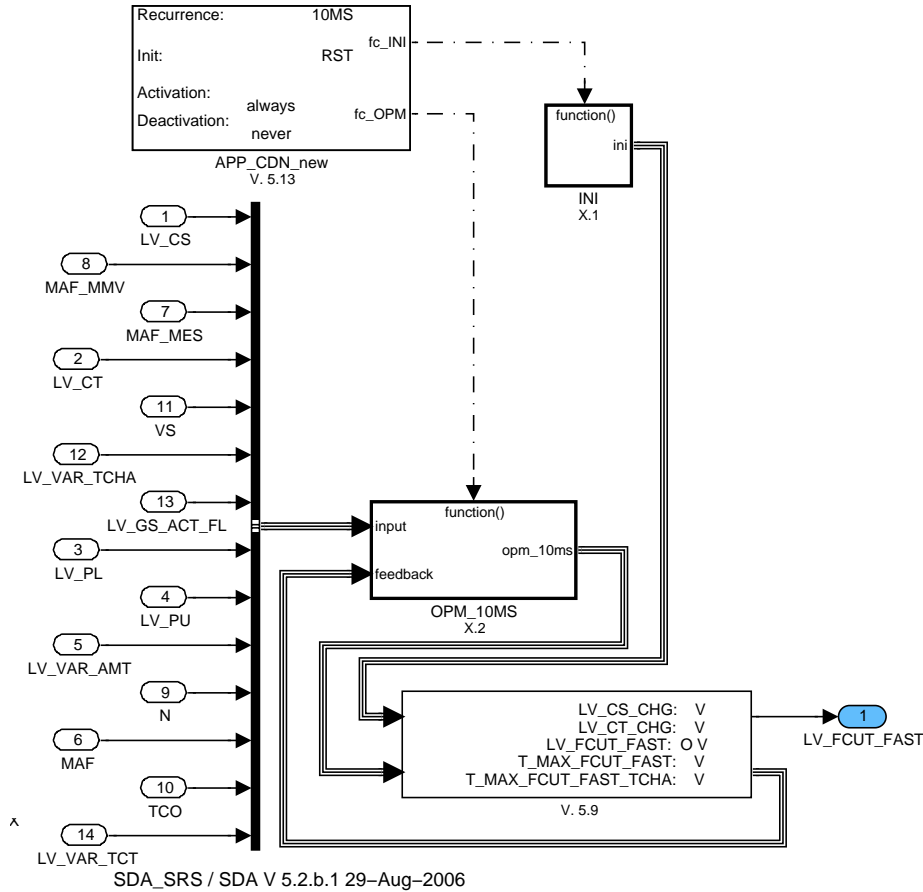 Recurrence: 10MS
fc_INI
Init: RST
Activation: always
fc_OPM
Deactivation: never
APP_CDN_new
V. 5.13
function()
ini
INI
X.1
1
LV_CS
8
MAF_MMV
7
MAF_MES
2
LV_CT
11
VS
12
LV_VAR_TCHA
13
LV_GS_ACT_FL
3
LV_PL
4
LV_PU
5
LV_VAR_AMT
9
N
6
MAF
10
TCO
14
LV_VAR_TCT
function()
input
opm_10ms
feedback
OPM_10MS
X.2
LV_CS_CHG: V
LV_CT_CHG: V
LV_FCUT_FAST: O V
T_MAX_FCUT_FAST: V
T_MAX_FCUT_FAST_TCHA: V
V. 5.9
1
LV_FCUT_FAST
SDA_SRS / SDA V 5.2.b.1 29−Aug−2006